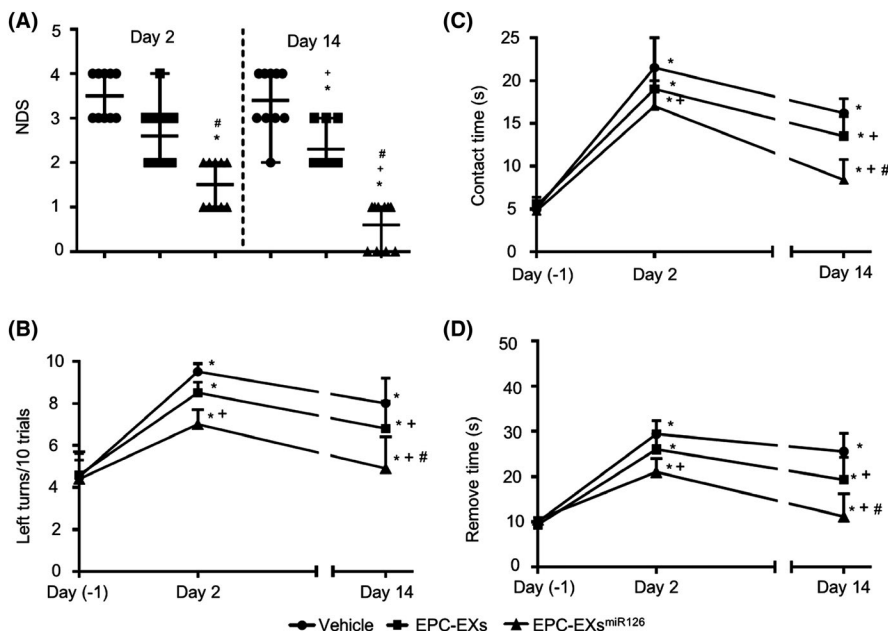 (A)
Day 2
Day 14
NDS
5
4
3
2
1
0
#
*
+
*
#
+
*
(B)
Left turns/10 trials
10
8
6
4
2
0
*
*
* +
*
* +
* + #
Day (-1)
Day 2
Day 14
(C)
Contact time (s)
25
20
15
10
5
0
*
*
* +
*
* +
* + #
Day (-1)
Day 2
Day 14
(D)
Remove time (s)
50
40
30
20
10
0
*
*
* +
*
* +
* + #
Day (-1)
Day 2
Day 14
Vehicle EPC-EXs EPC-EXsmiR126